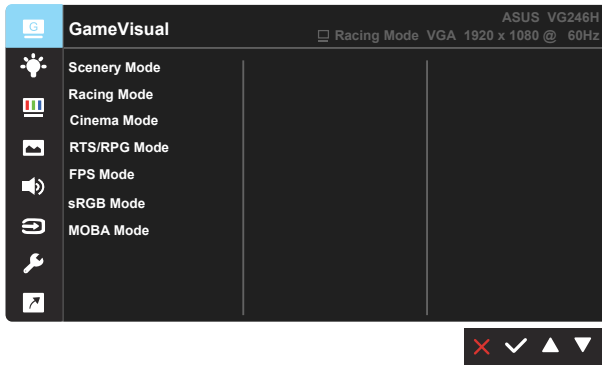 G
GameVisual
ASUS VG246H
Racing Mode VGA 1920 x 1080 @ 60Hz
Scenery Mode
Racing Mode
Cinema Mode
RTS/RPG Mode
FPS Mode
sRGB Mode
MOBA Mode